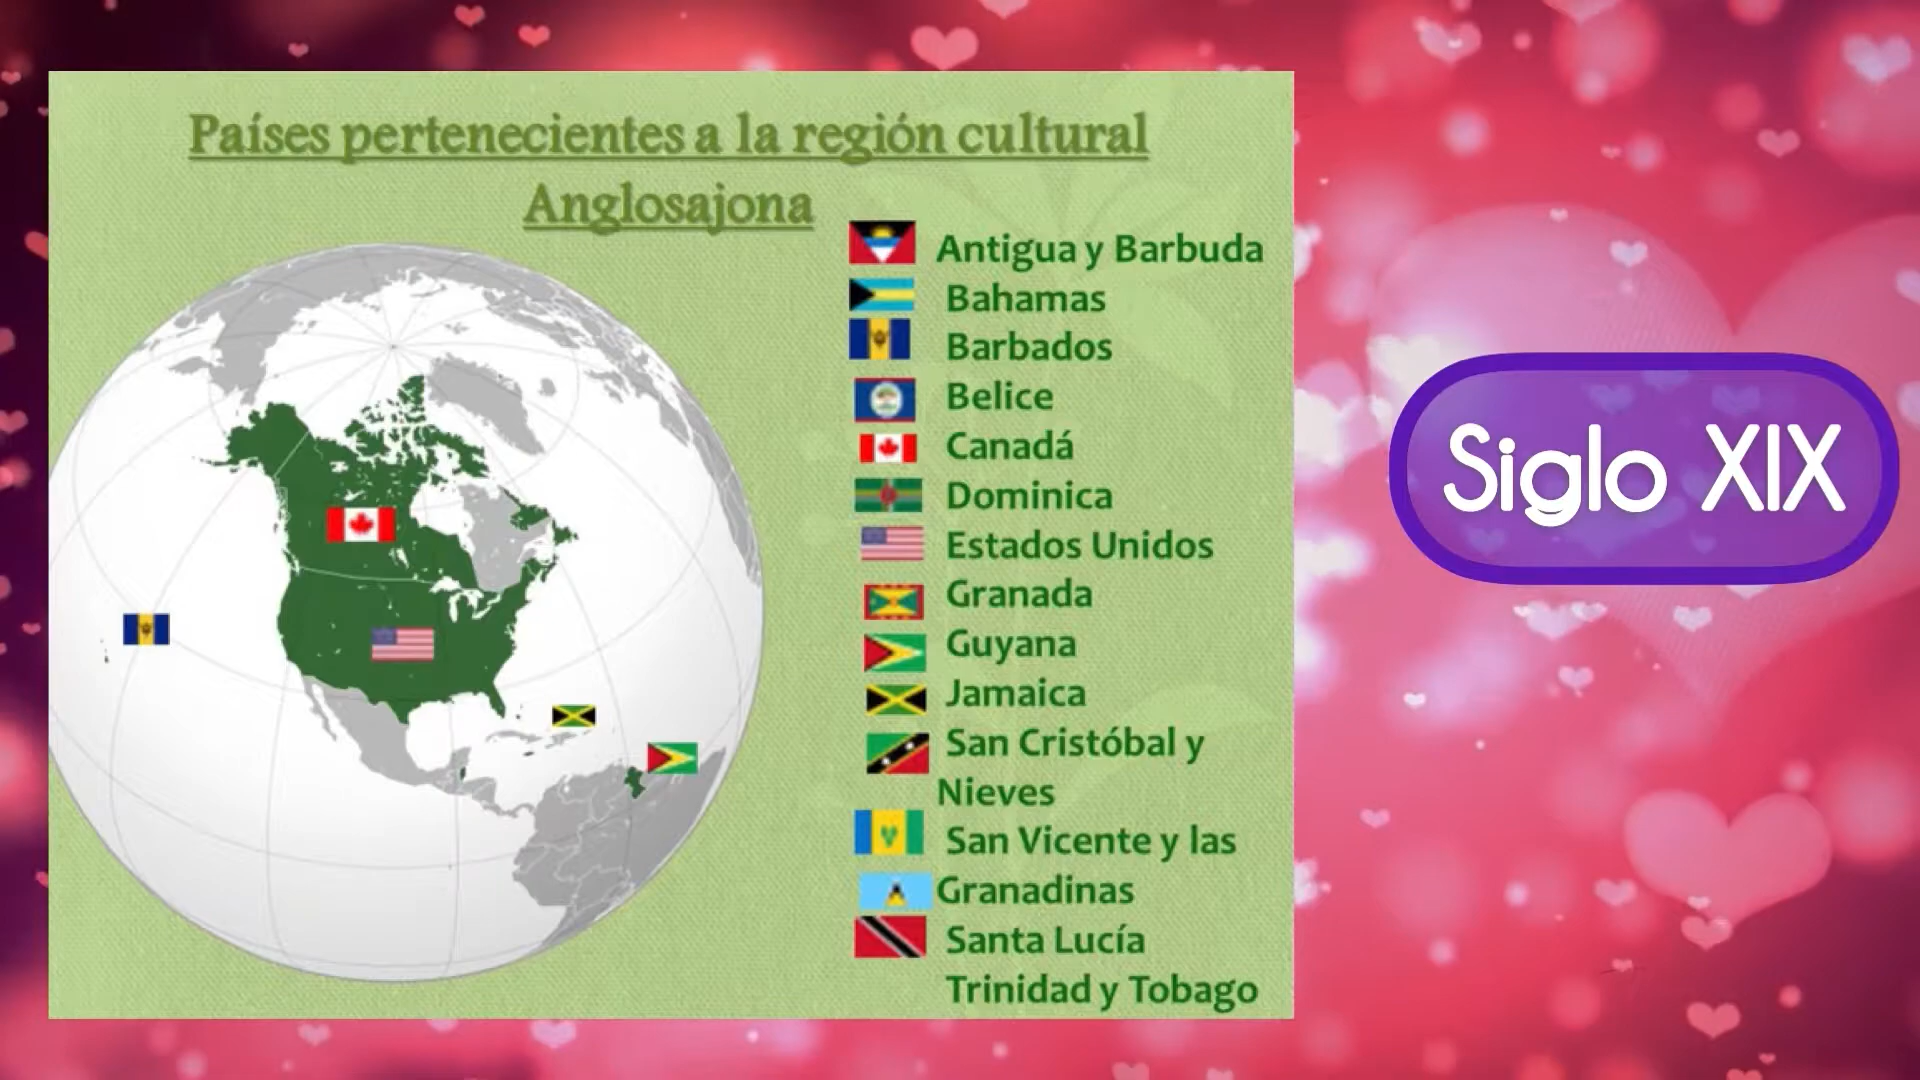 Países pertenecientes a la región cultural
Anglosajona
Antigua y Barbuda
Bahamas
Barbados
Belice
Canadá
Dominica
Estados Unidos
Granada
Guyana
Jamaica
San Cristóbal y
Nieves
San Vicente y las
Granadinas
Santa Lucía
Trinidad y Tobago
Siglo XIX